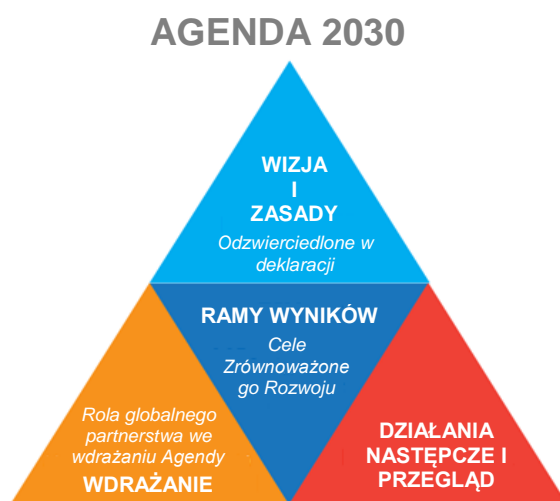 AGENDA 2030
WIZJA
I
ZASADY
Odzwierciedlone w
deklaracji
RAMY WYNIKÓW
Cele
Zrównoważone
go Rozwoju
Rola globalnego
partnerstwa we
wdrażaniu Agendy
WDRAŻANIE
DZIAŁANIA
NASTĘPCZE I
PRZEGLĄD